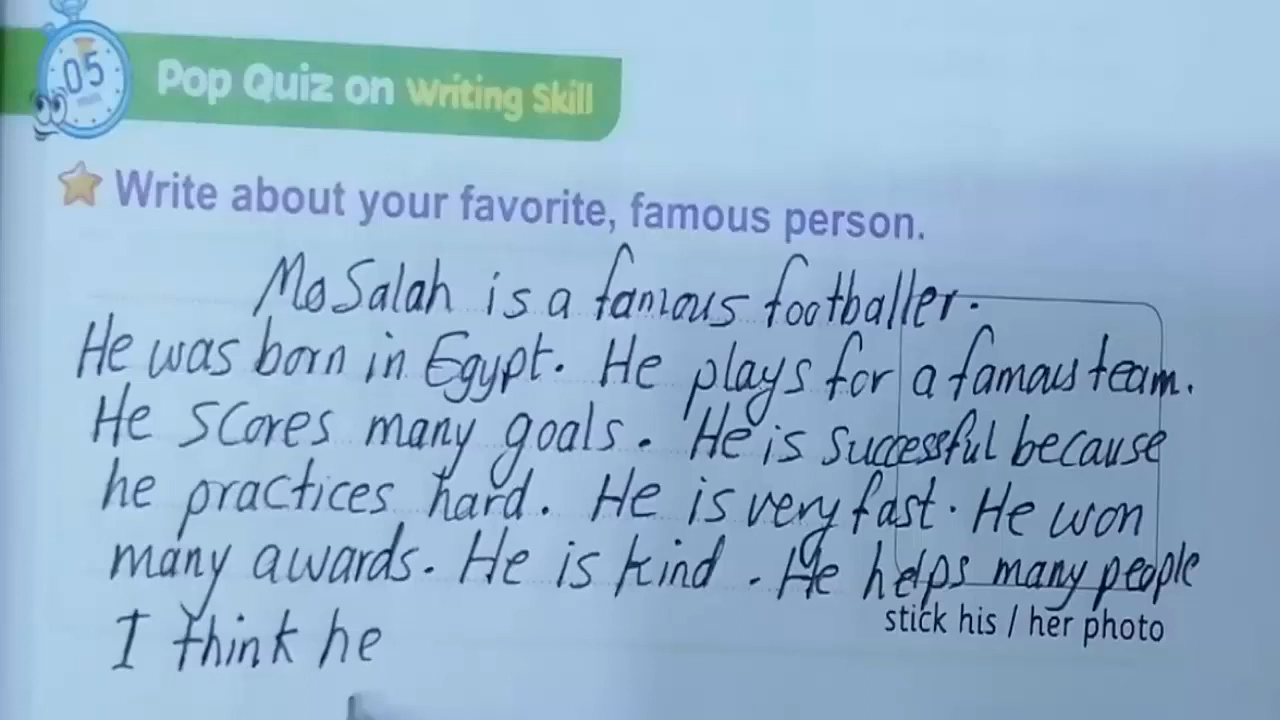 05
Pop Quiz on Writing Skill
Write about your favorite, famous person.
Mo Salah is a famous footballer.
He was born in Egypt. He plays for a famous team.
He scores many goals. He is successful because
he practices hard. He is very fast. He won
many awards. He is kind. He helps many people
stick his / her photo
I think he